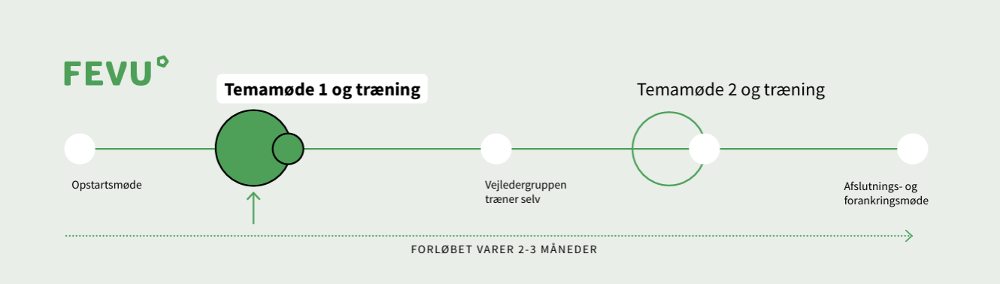 FEVU
Temamøde 1 og træning
Temamøde 2 og træning
Opstartsmøde
Vejledergruppen
træner selv
Afslutnings- og
forankringsmøde
FORLØBET VARER 2-3 MÅNEDER